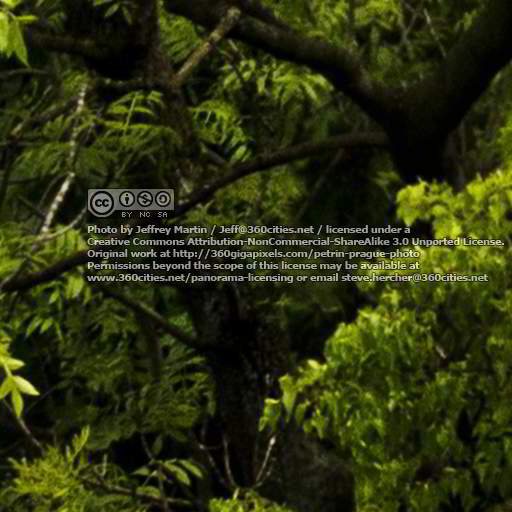 cc BY NC SA
Photo by Jeffrey Martin / Jeff@360cities.net / licensed under a
Creative Commons Attribution-NonCommercial-ShareAlike 3.0 Unported License.
Original work at http://360gigapixels.com/petrin-prague-photo
Permissions beyond the scope of this license may be available at
www.360cities.net/panorama-licensing or email steve.hercher@360cities.net